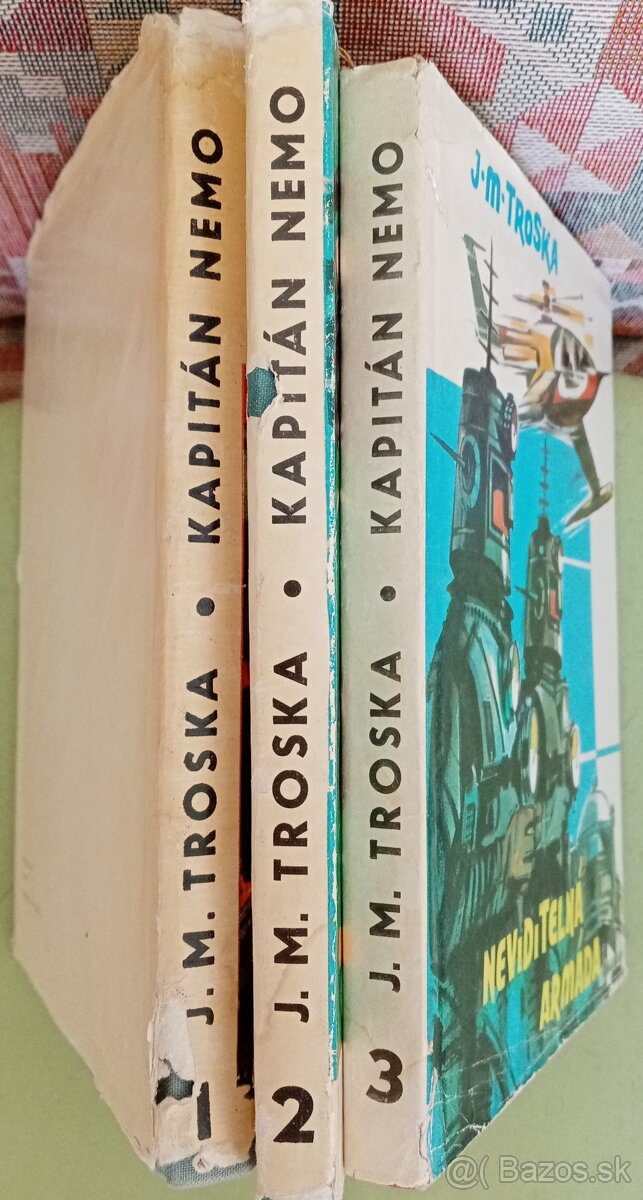 1 J. M. TROSKA • KAPITÁN NEMO
2 J. M. TROSKA • KAPITÁN NEMO
3 J. M. TROSKA • KAPITÁN NEMO
J•M•TROSKA
NEVIDITELNÁ
ARMÁDA
@( Bazos.sk